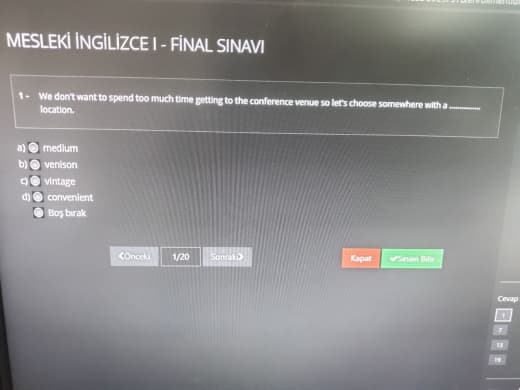 MESLEKİ İNGİLİZCE I - FİNAL SINAVI
1 - We don't want to spend too much time getting to the conference venue so let's choose somewhere with a ..............
location.
a) medium
b) venison
c) vintage
d) convenient
Boş bırak
Önceki 1/20 Sonraki Kapat Sınavı Bitir
Cevap
1
7
13
19